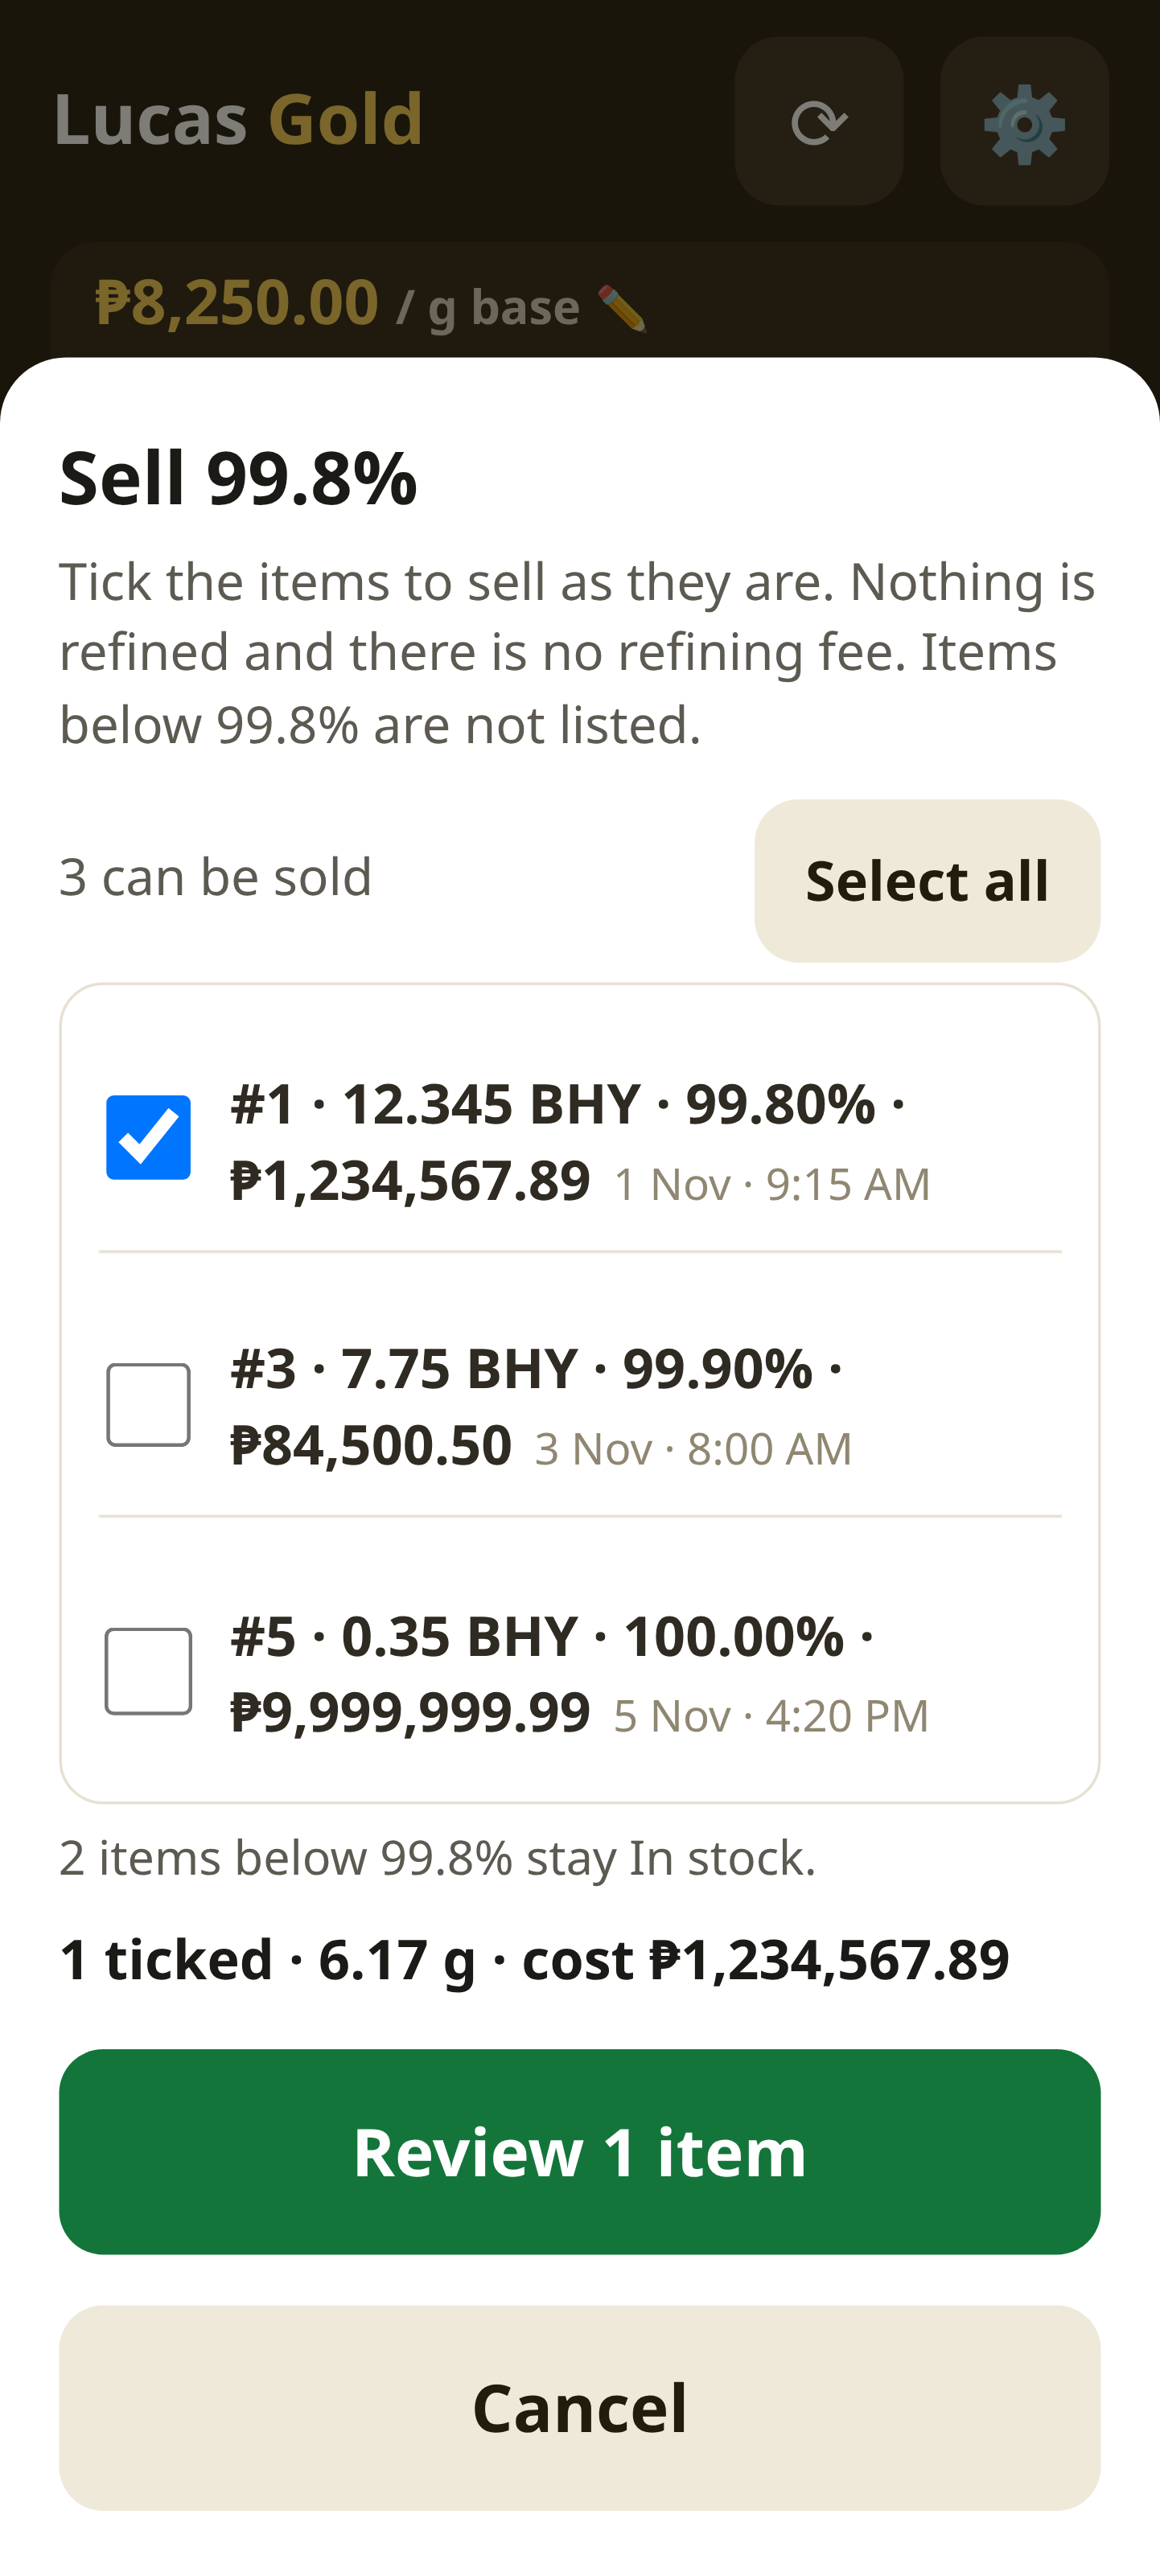 Lucas Gold
₱8,250.00 / g base
Sell 99.8%
Tick the items to sell as they are. Nothing is
refined and there is no refining fee. Items
below 99.8% are not listed.
3 can be sold
Select all
#1 · 12.345 BHY · 99.80% ·
₱1,234,567.89 1 Nov · 9:15 AM
#3 · 7.75 BHY · 99.90% ·
₱84,500.50 3 Nov · 8:00 AM
#5 · 0.35 BHY · 100.00% ·
₱9,999,999.99 5 Nov · 4:20 PM
2 items below 99.8% stay In stock.
1 ticked · 6.17 g · cost ₱1,234,567.89
Review 1 item
Cancel